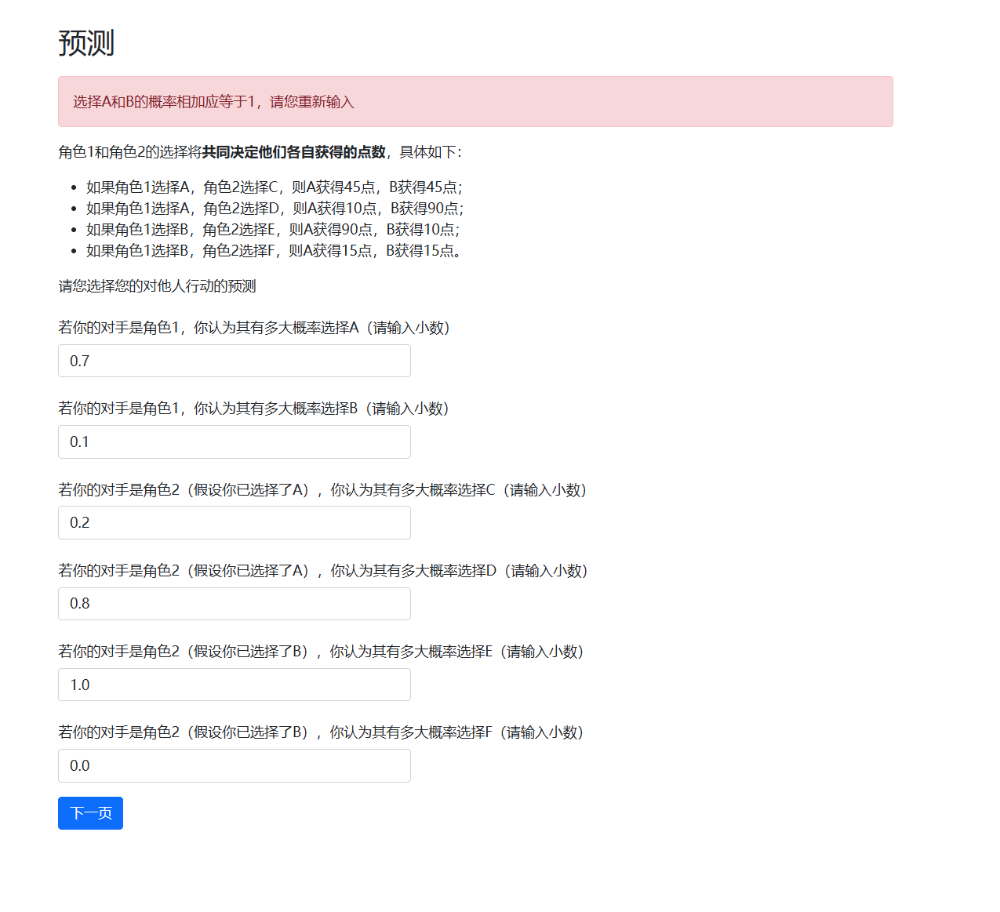 预测
选择A和B的概率相加应等于1，请您重新输入
角色1和角色2的选择将共同决定他们各自获得的点数，具体如下：
如果角色1选择A，角色2选择C，则A获得45点，B获得45点；
如果角色1选择A，角色2选择D，则A获得10点，B获得90点；
如果角色1选择B，角色2选择E，则A获得90点，B获得10点；
如果角色1选择B，角色2选择F，则A获得15点，B获得15点。
请您选择您的对他人行动的预测
若你的对手是角色1，你认为其有多大概率选择A（请输入小数）
0.7
若你的对手是角色1，你认为其有多大概率选择B（请输入小数）
0.1
若你的对手是角色2（假设你已选择了A），你认为其有多大概率选择C（请输入小数）
0.2
若你的对手是角色2（假设你已选择了A），你认为其有多大概率选择D（请输入小数）
0.8
若你的对手是角色2（假设你已选择了B），你认为其有多大概率选择E（请输入小数）
1.0
若你的对手是角色2（假设你已选择了B），你认为其有多大概率选择F（请输入小数）
0.0
下一页